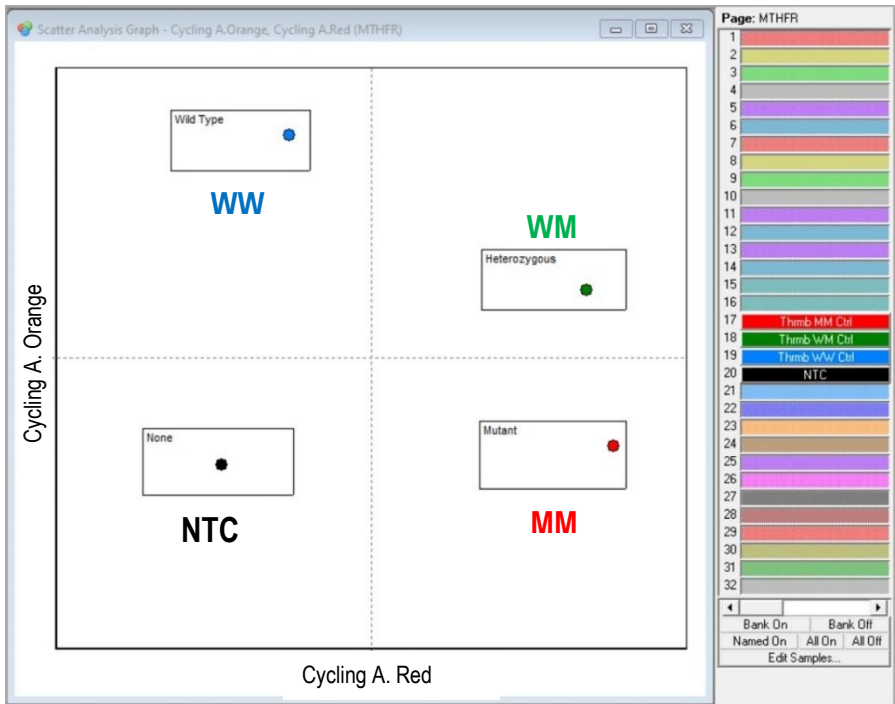 Scatter Analysis Graph - Cycling A.Orange, Cycling A.Red (MTHFR)
Wild Type
WW
WM
Heterozygous
Cycling A. Orange
None
NTC
Mutant
MM
Cycling A. Red
Page: MTHFR
1
2
3
4
5
6
7
8
9
10
11
12
13
14
15
16
17 Thrmb MM Ctrl
18 Thrmb WM Ctrl
19 Thrmb WW Ctrl
20 NTC
21
22
23
24
25
26
27
28
29
30
31
32
Bank On Bank Off
Named On All On All Off
Edit Samples...